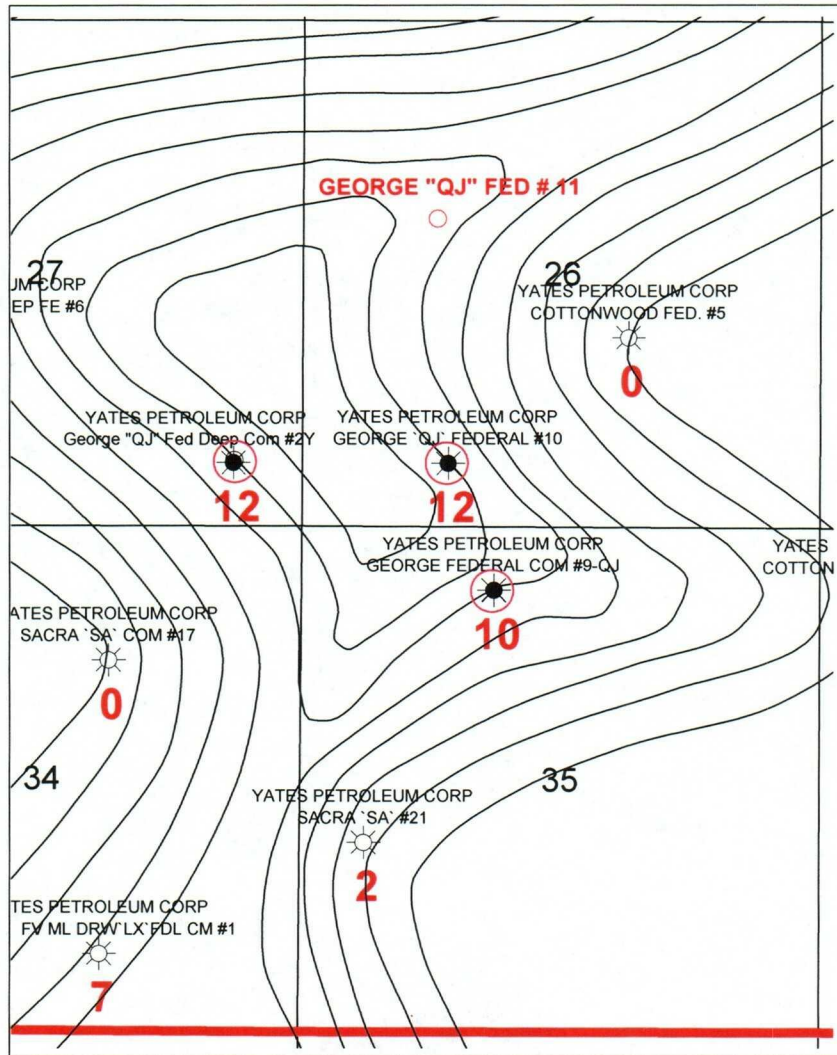 GEORGE "QJ" FED # 11
27
26
UM CORP
EP FE #6
YATES PETROLEUM CORP
COTTONWOOD FED. #5
0
YATES PETROLEUM CORP
George "QJ" Fed Deep Com #2Y
12
YATES PETROLEUM CORP
GEORGE `QJ` FEDERAL #10
12
YATES PETROLEUM CORP
GEORGE FEDERAL COM #9-QJ
10
YATES
COTTON
ATES PETROLEUM CORP
SACRA `SA` COM #17
0
34
35
YATES PETROLEUM CORP
SACRA `SA` #21
2
TES PETROLEUM CORP
FV ML DRW`LX`FDL CM #1
7